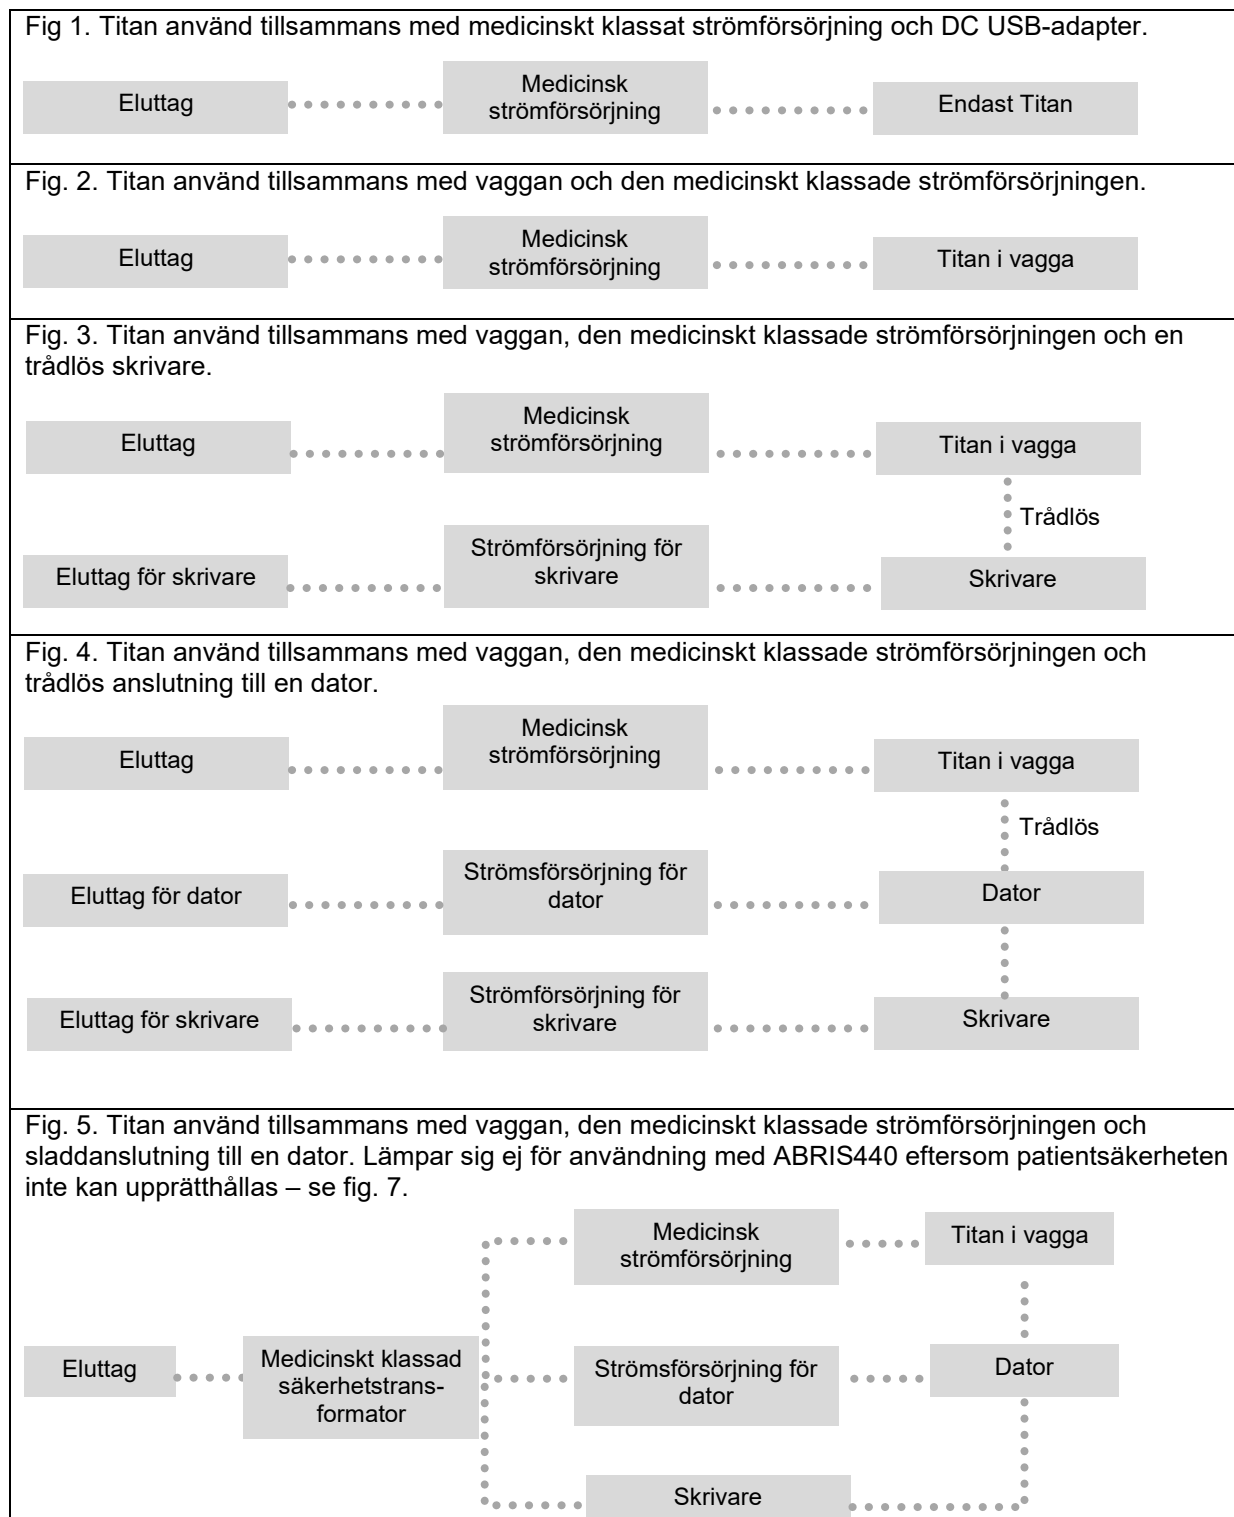 Fig 1. Titan använd tillsammans med medicinskt klassat strömförsörjning och DC USB-adapter.
Eluttag
Medicinsk
strömförsörjning
Endast Titan
Fig. 2. Titan använd tillsammans med vaggan och den medicinskt klassade strömförsörjningen.
Eluttag
Medicinsk
strömförsörjning
Titan i vagga
Fig. 3. Titan använd tillsammans med vaggan, den medicinskt klassade strömförsörjningen och en
trådlös skrivare.
Eluttag
Medicinsk
strömförsörjning
Titan i vagga
Trådlös
Eluttag för skrivare
Strömförsörjning för
skrivare
Skrivare
Fig. 4. Titan använd tillsammans med vaggan, den medicinskt klassade strömförsörjningen och
trådlös anslutning till en dator.
Eluttag
Medicinsk
strömförsörjning
Titan i vagga
Trådlös
Eluttag för dator
Strömsförsörjning för
dator
Dator
Eluttag för skrivare
Strömförsörjning för
skrivare
Skrivare
Fig. 5. Titan använd tillsammans med vaggan, den medicinskt klassade strömförsörjningen och
sladdanslutning till en dator. Lämpar sig ej för användning med ABRIS440 eftersom patientsäkerheten
inte kan upprätthållas – se fig. 7.
Medicinsk
strömförsörjning
Titan i vagga
Eluttag
Medicinskt klassad
säkerhetstrans-
formator
Strömsförsörjning för
dator
Dator
Skrivare